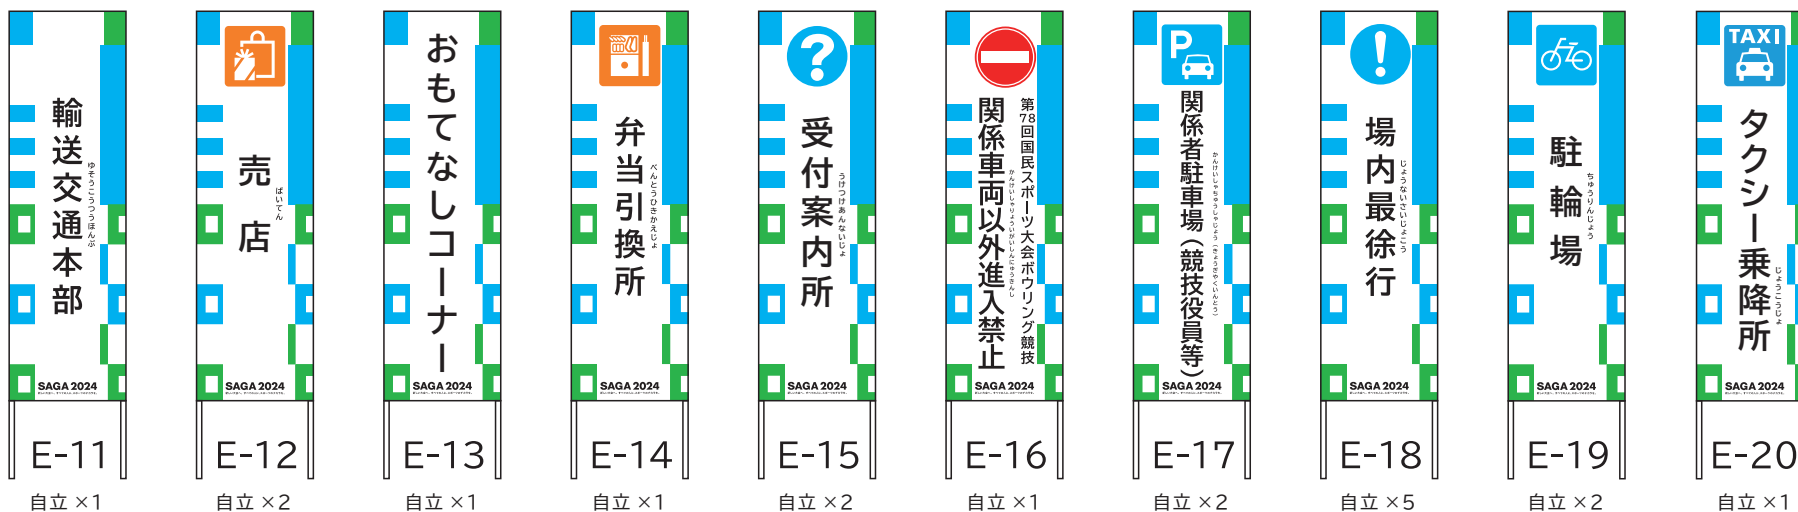 輸送交通本部
ゆそうこうつうほんぶ
SAGA 2024
E-11
自立 ×1
売店
ばいてん
SAGA 2024
E-12
自立 ×2
おもてなしコーナー
SAGA 2024
E-13
自立 ×1
弁当引換所
べんとうひきかえじょ
SAGA 2024
E-14
自立 ×1
?
受付案内所
うけつけあんないじょ
SAGA 2024
E-15
自立 ×2
第78回国民スポーツ大会ボウリング競技
関係車両以外進入禁止
かんけいしゃりょういがいしんにゅうきんし
SAGA 2024
E-16
自立 ×1
P
関係者駐車場(競技役員等)
かんけいしゃちゅうしゃじょう(きょうぎやくいんとう)
SAGA 2024
E-17
自立 ×2
!
場内最徐行
じょうないさいじょこう
SAGA 2024
E-18
自立 ×5
駐輪場
ちゅうりんじょう
SAGA 2024
E-19
自立 ×2
TAXI
タクシー乗降所
じょうこうじょ
SAGA 2024
E-20
自立 ×1